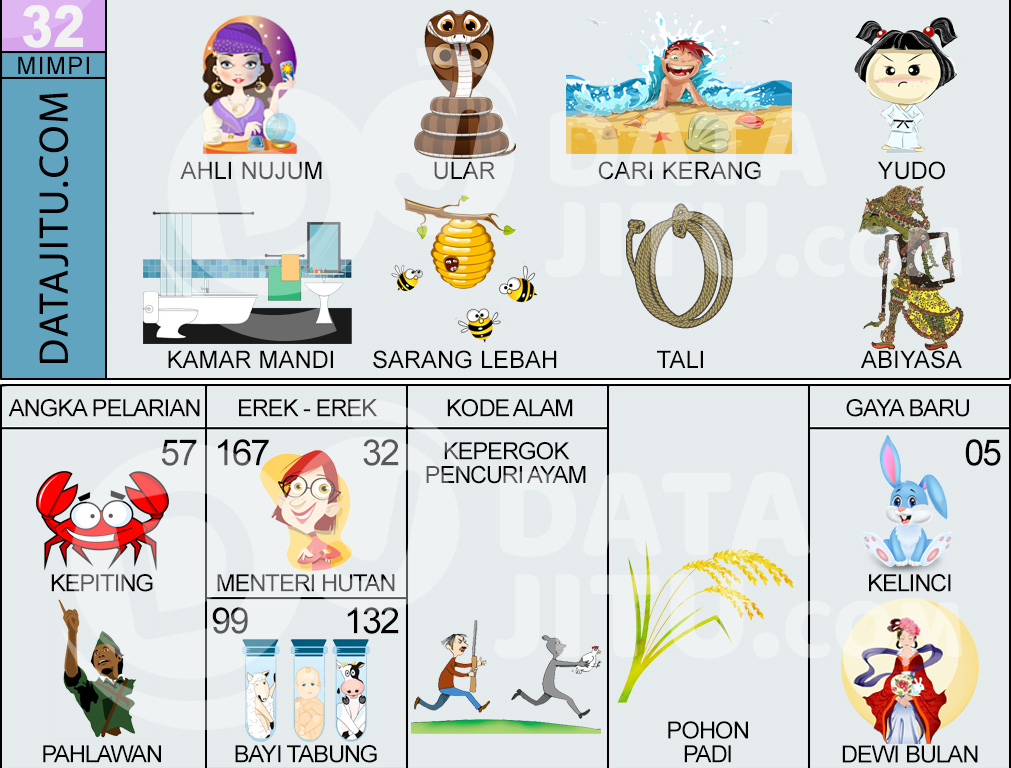 32
MIMPI
DATAJITU.COM
AHLI NUJUM
ULAR
CARI KERANG
YUDO
KAMAR MANDI
SARANG LEBAH
TALI
ABIYASA
DATA
JITU.com
ANGKA PELARIAN
EREK - EREK
KODE ALAM
GAYA BARU
57
KEPITING
PAHLAWAN
167
32
MENTERI HUTAN
99
132
BAYI TABUNG
KEPERGOK
PENCURI AYAM
POHON
PADI
05
KELINCI
DEWI BULAN
DATA
JITU.com